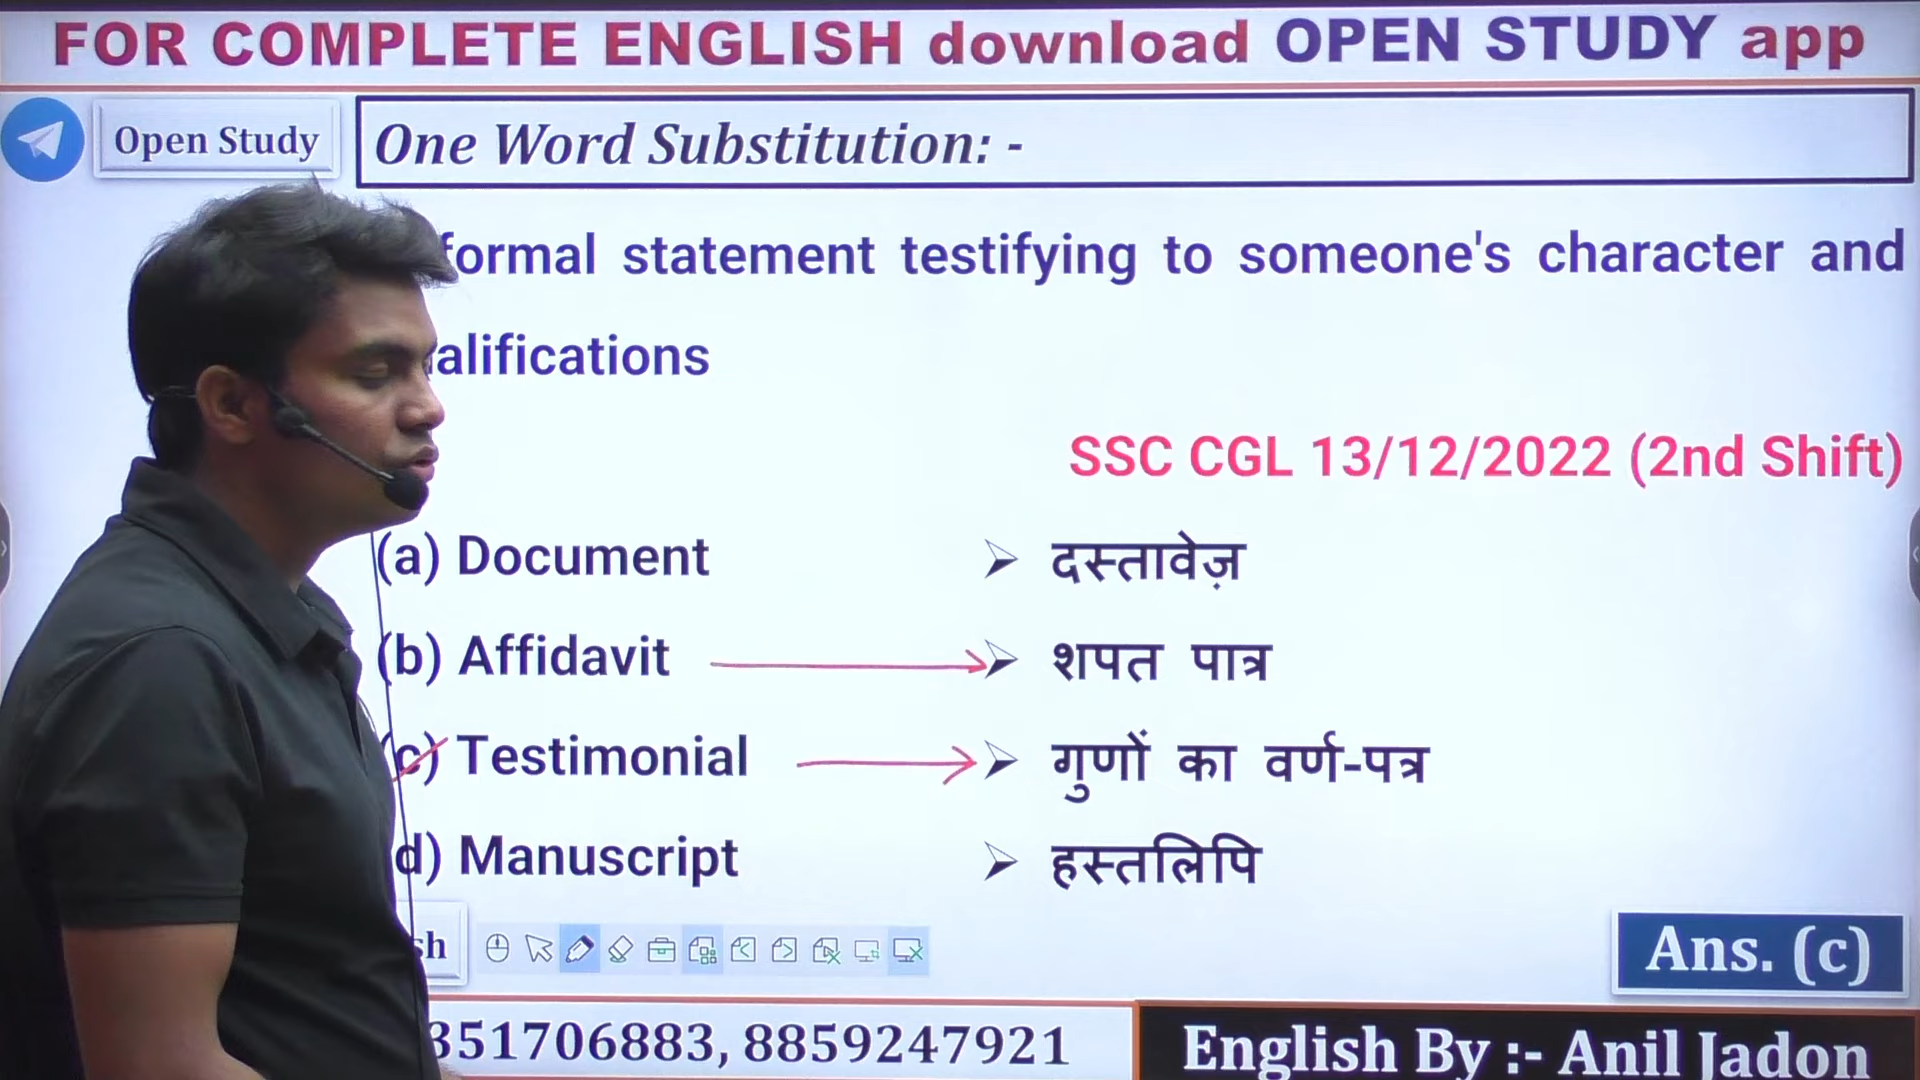 FOR COMPLETE ENGLISH download OPEN STUDY app
Open Study
One Word Substitution: -
formal statement testifying to someone's character and
alifications
SSC CGL 13/12/2022 (2nd Shift)
(a) Document ➢ दस्तावेज़
(b) Affidavit ➢ शपत पात्र
(c) Testimonial ➢ गुणों का वर्ण-पत्र
d) Manuscript ➢ हस्तलिपि
sh
Ans. (c)
351706883, 8859247921
English By :- Anil Jadon